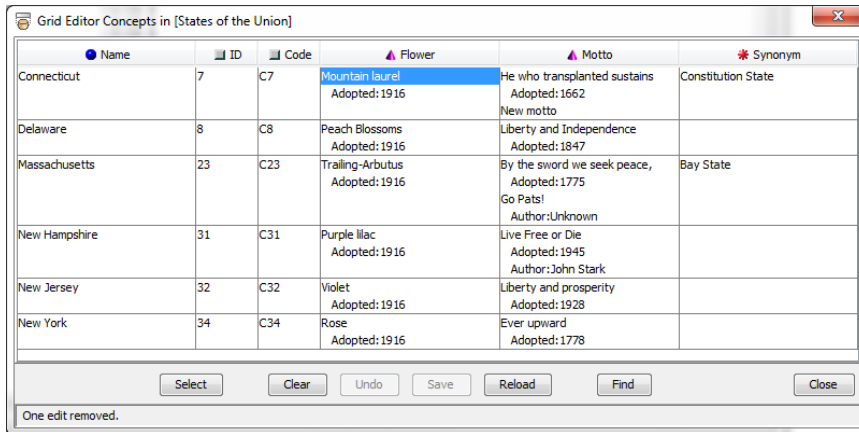 Grid Editor Concepts in [States of the Union]
Name ID Code Flower Motto Synonym
Connecticut 7 C7 Mountain laurel He who transplanted sustains Constitution State
Adopted:1916 Adopted:1662
New motto
Delaware 8 C8 Peach Blossoms Liberty and Independence
Adopted:1916 Adopted:1847
Massachusetts 23 C23 Trailing-Arbutus By the sword we seek peace, Bay State
Adopted:1916 Adopted:1775
Go Pats!
Author:Unknown
New Hampshire 31 C31 Purple lilac Live Free or Die
Adopted:1916 Adopted:1945
Author:John Stark
New Jersey 32 C32 Violet Liberty and prosperity
Adopted:1916 Adopted:1928
New York 34 C34 Rose Ever upward
Adopted:1916 Adopted:1778
Select Clear Undo Save Reload Find Close
One edit removed.